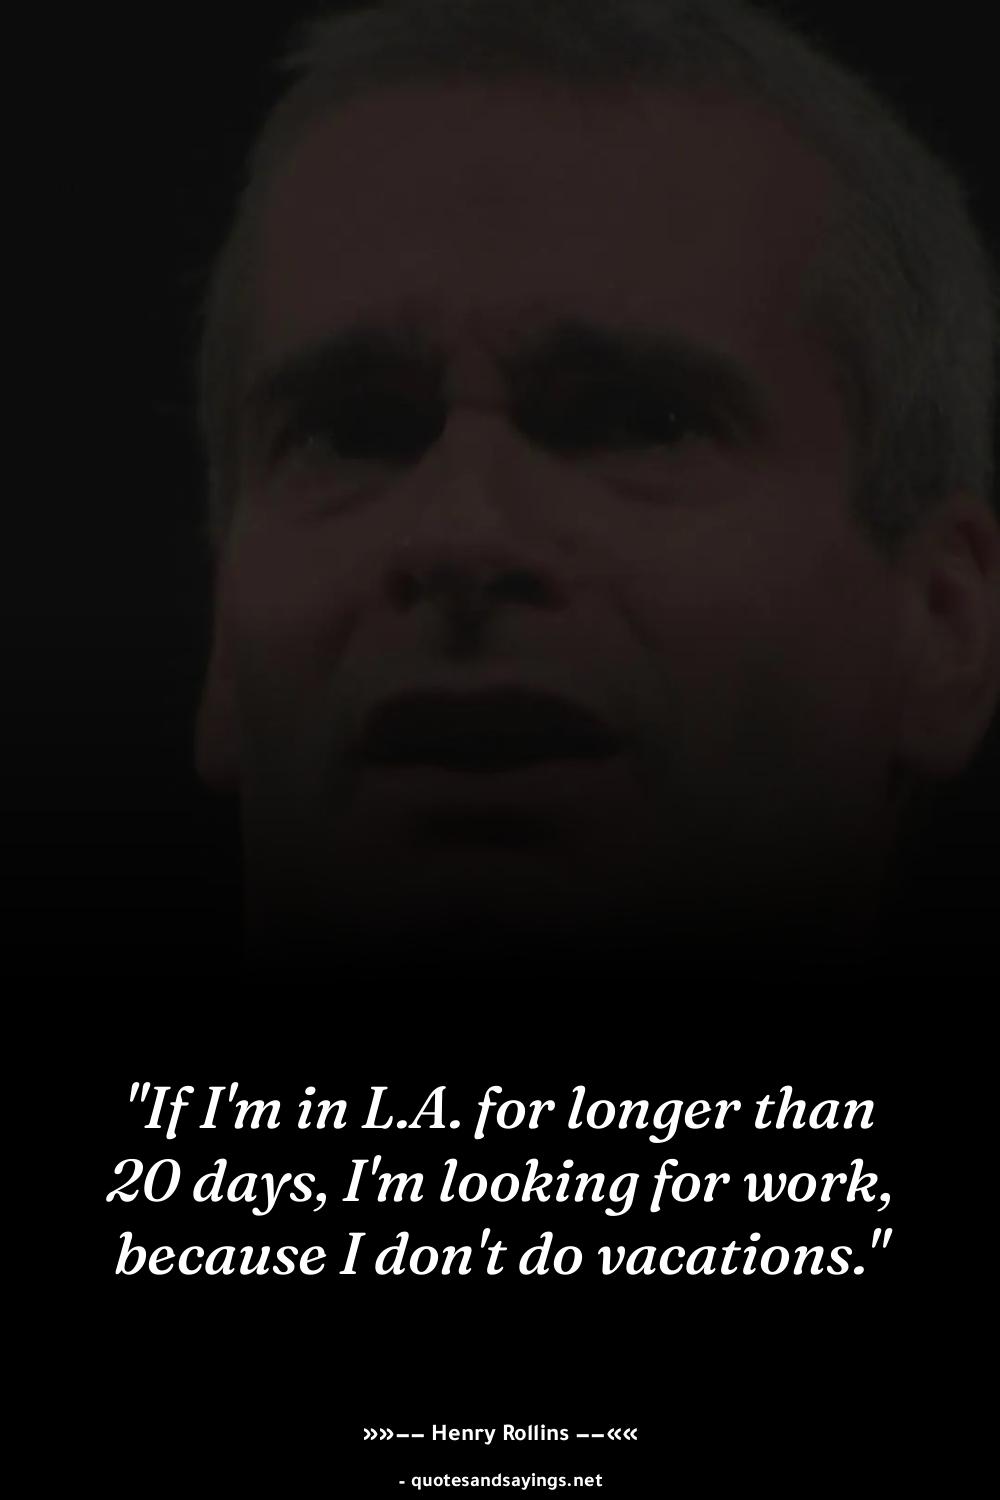 "If I'm in L.A. for longer than
20 days, I'm looking for work,
because I don't do vacations."
»»–– Henry Rollins ––««
- quotesandsayings.net